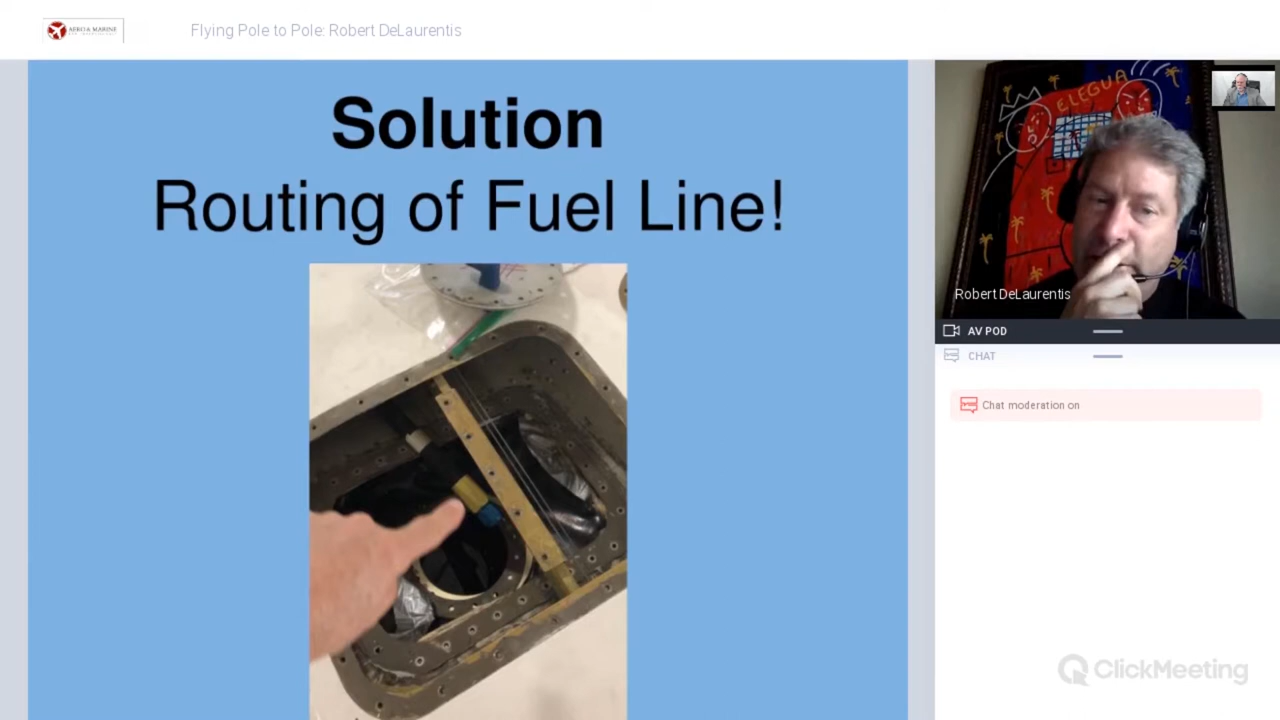 AERO & MARINE
Flying Pole to Pole: Robert DeLaurentis
Solution
Routing of Fuel Line!
ELEGUA
Robert DeLaurentis
AV POD
CHAT
Chat moderation on
ClickMeeting